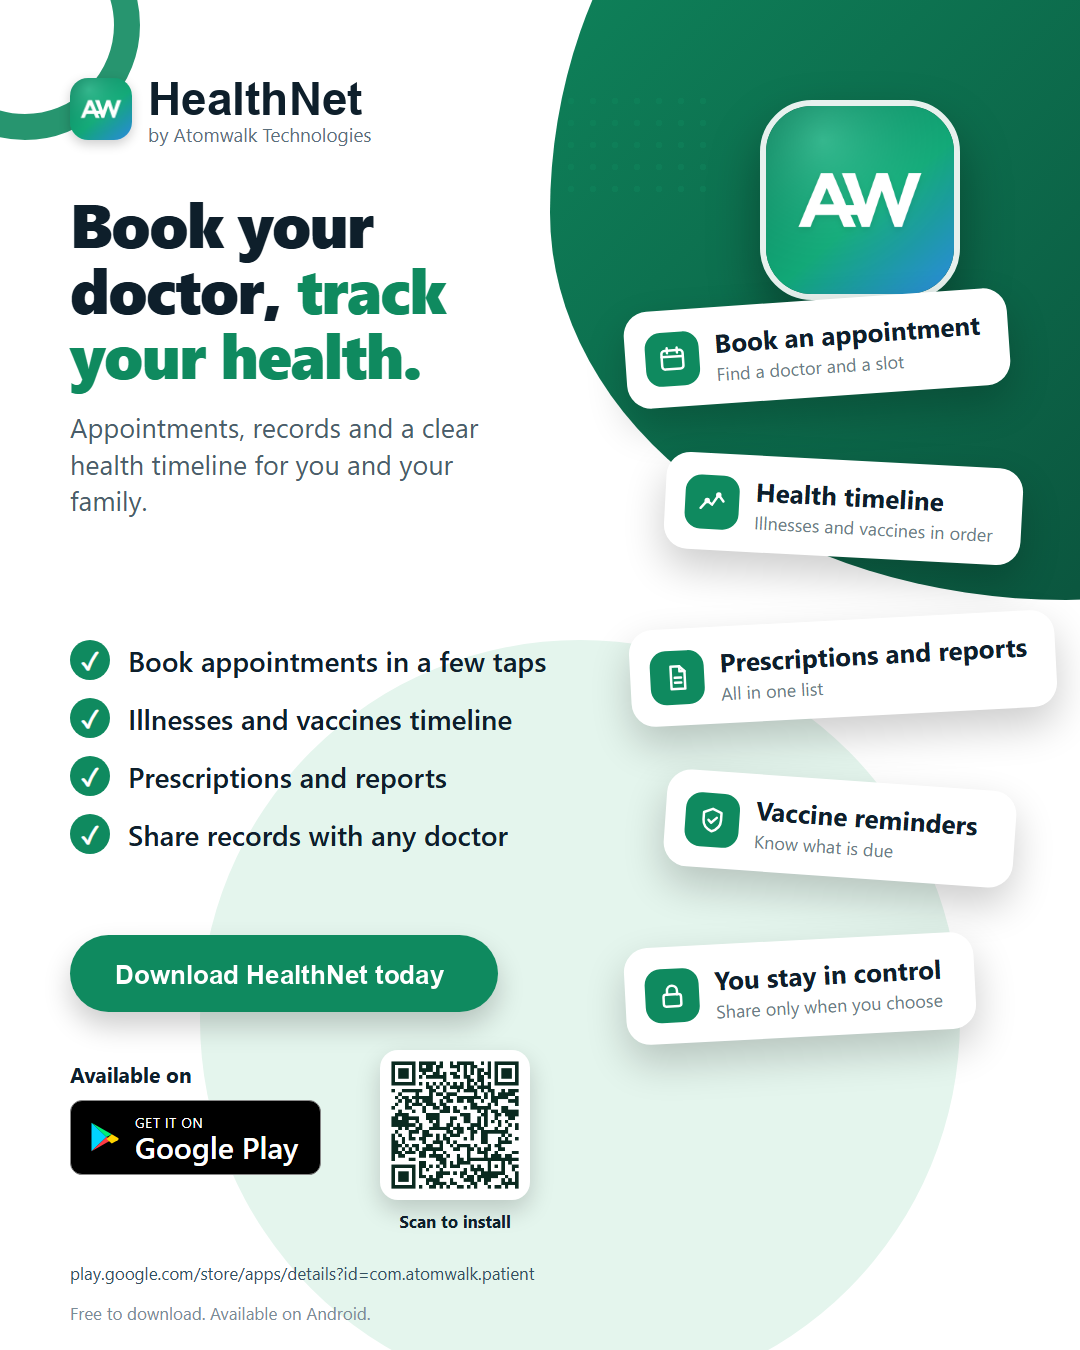 AW
HealthNet
by Atomwalk Technologies
Book your
doctor, track
your health.
Appointments, records and a clear
health timeline for you and your
family.
Book appointments in a few taps
Illnesses and vaccines timeline
Prescriptions and reports
Share records with any doctor
Download HealthNet today
Available on
GET IT ON
Google Play
Scan to install
play.google.com/store/apps/details?id=com.atomwalk.patient
Free to download. Available on Android.
AW
Book an appointment
Find a doctor and a slot
Health timeline
Illnesses and vaccines in order
Prescriptions and reports
All in one list
Vaccine reminders
Know what is due
You stay in control
Share only when you choose